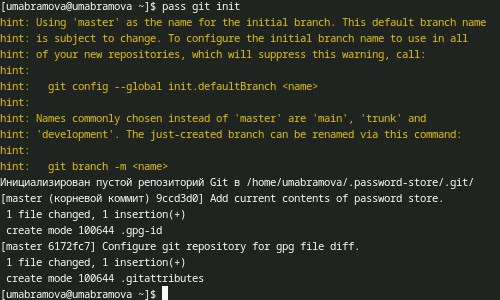 [umabramova@umabramova ~]$ pass git init
hint: Using 'master' as the name for the initial branch. This default branch name
hint: is subject to change. To configure the initial branch name to use in all
hint: of your new repositories, which will suppress this warning, call:
hint:
hint:   git config --global init.defaultBranch <name>
hint:
hint: Names commonly chosen instead of 'master' are 'main', 'trunk' and
hint: 'development'. The just-created branch can be renamed via this command:
hint:
hint:   git branch -m <name>
Инициализирован пустой репозиторий Git в /home/umabramova/.password-store/.git/
[master (корневой коммит) 9ccd3d0] Add current contents of password store.
 1 file changed, 1 insertion(+)
 create mode 100644 .gpg-id
[master 6172fc7] Configure git repository for gpg file diff.
 1 file changed, 1 insertion(+)
 create mode 100644 .gitattributes
[umabramova@umabramova ~]$